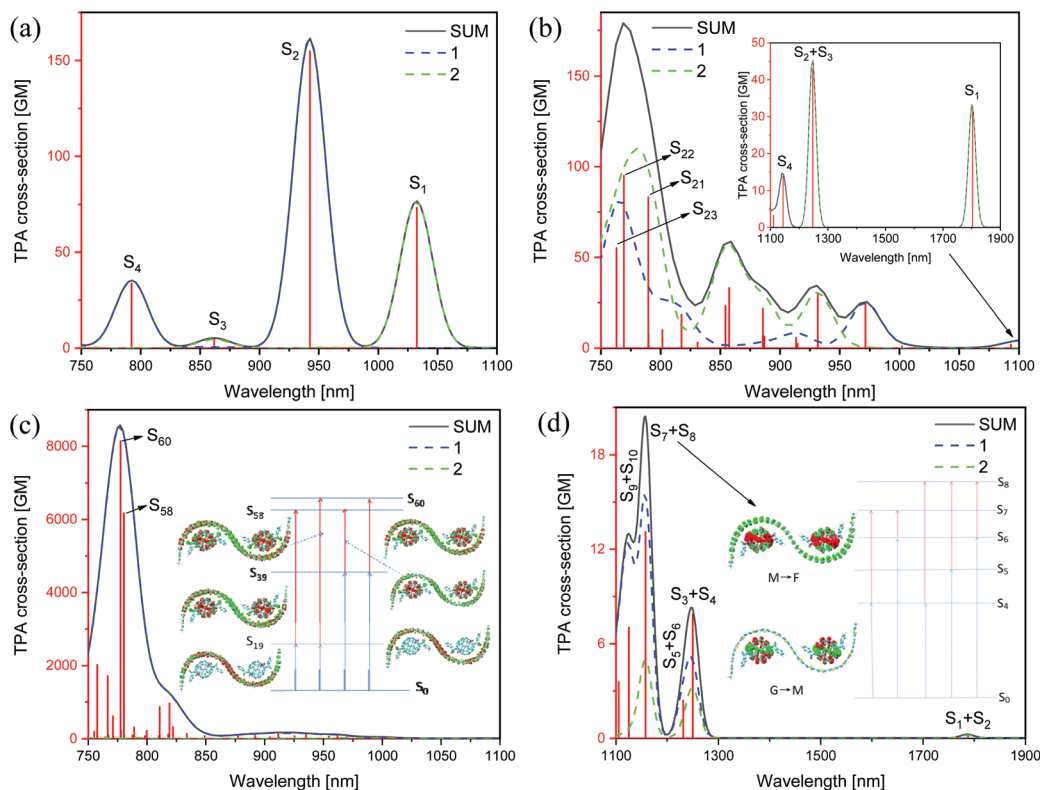 (a)
SUM
1
2
S2
S1
S4
S3
TPA cross-section [GM]
150
100
50
0
750 800 850 900 950 1000 1050 1100
Wavelength [nm]
(b)
SUM
1
2
S22
S21
S23
TPA cross-section [GM]
150
100
50
0
750 800 850 900 950 1000 1050 1100
Wavelength [nm]
S2+S3
S1
S4
TPA cross-section [GM]
50
40
30
20
10
0
1100 1300 1500 1700 1900
Wavelength [nm]
(c)
SUM
1
2
S60
S58
TPA cross-section [GM]
8000
6000
4000
2000
0
750 800 850 900 950 1000 1050 1100
Wavelength [nm]
S58
S60
S39
S19
S0
(d)
SUM
1
2
S7+S8
S9+S10
S3+S4
S5+S6
S1+S2
TPA cross-section [GM]
18
12
6
0
1100 1300 1500 1700 1900
Wavelength [nm]
M→F
G→M
S8
S7
S6
S5
S4
S0